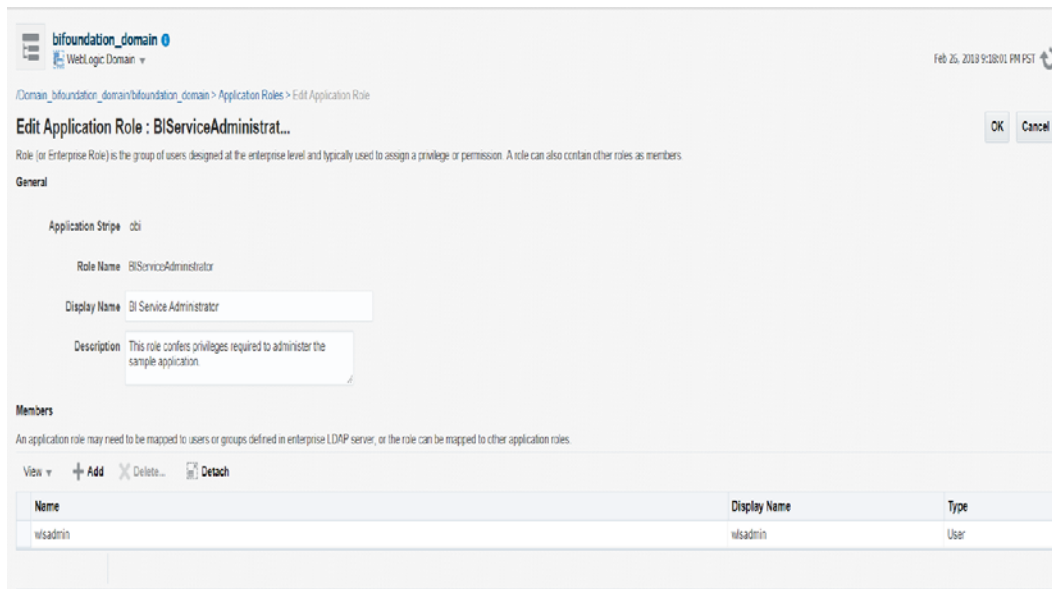 bifoundation_domain
WebLogic Domain
Feb 26, 2018 9:18:01 PM PST
/Domain_bifoundation_domain/bifoundation_domain > Application Roles > Edit Application Role
Edit Application Role : BIServiceAdministrat...
OK Cancel
Role (or Enterprise Role) is the group of users designed at the enterprise level and typically used to assign a privilege or permission. A role can also contain other roles as members.
General
Application Stripe obi
Role Name BIServiceAdministrator
Display Name BI Service Administrator
Description This role confers privileges required to administer the
sample application.
Members
An application role may need to be mapped to users or groups defined in enterprise LDAP server, or the role can be mapped to other application roles.
View Add Delete... Detach
Name Display Name Type
wlsadmin wlsadmin User